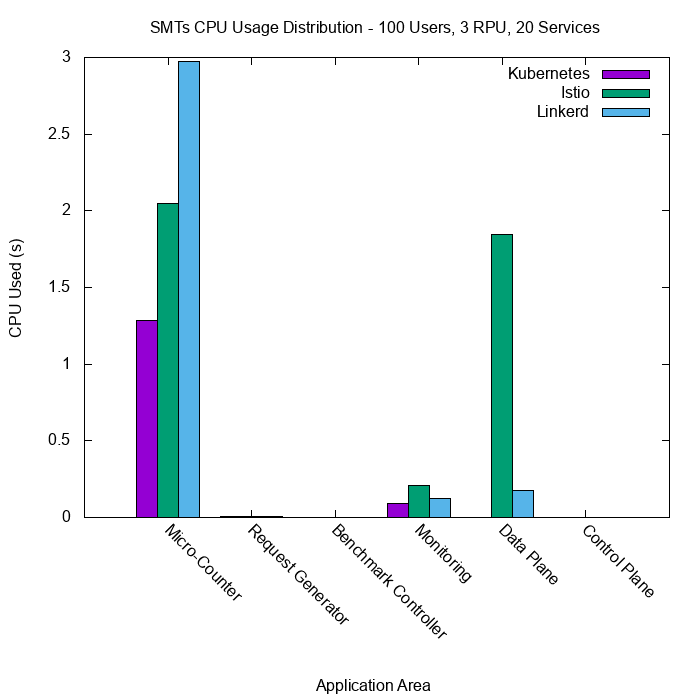 SMTs CPU Usage Distribution - 100 Users, 3 RPU, 20 Services
Kubernetes
Istio
Linkerd
3
2.5
2
1.5
1
0.5
0
CPU Used (s)
Micro-Counter
Request Generator
Benchmark Controller
Monitoring
Data Plane
Control Plane
Application Area